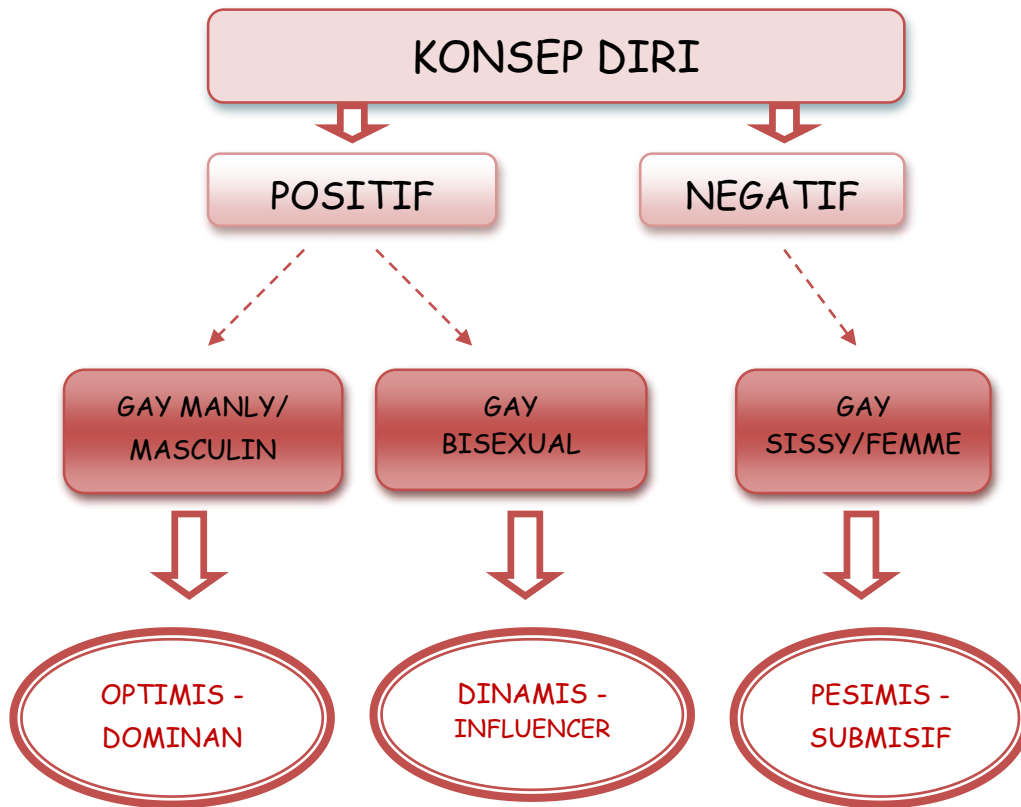 KONSEP DIRI
POSITIF
NEGATIF
GAY MANLY/
MASCULIN
GAY
BISEXUAL
GAY
SISSY/FEMME
OPTIMIS -
DOMINAN
DINAMIS -
INFLUENCER
PESIMIS -
SUBMISIF